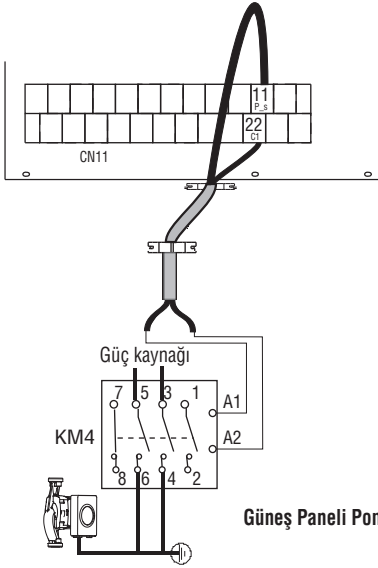 11
P_s
22
C1
CN11
Güç kaynağı
7 5 3 1
A1
KM4
A2
8 6 4 2
Güneş Paneli Pon